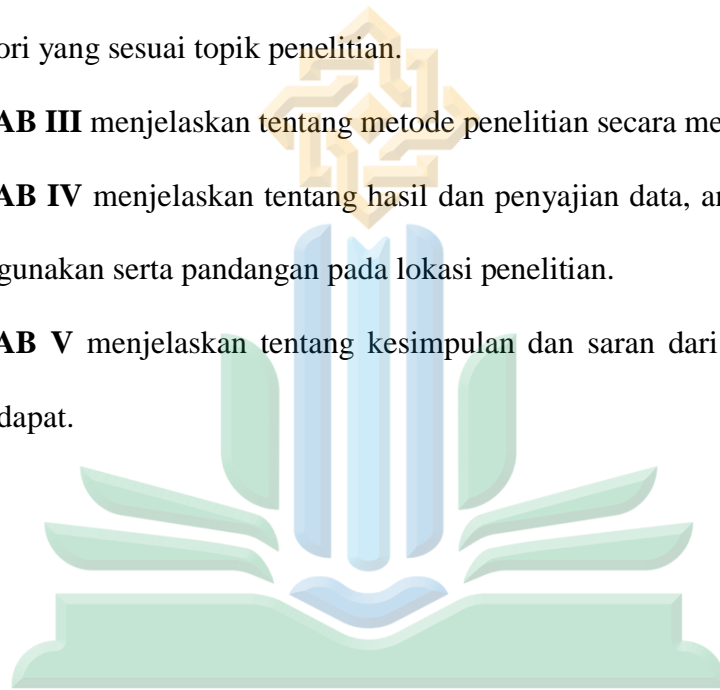 ori yang sesuai topik penelitian.
AB III menjelaskan tentang metode penelitian secara me
AB IV menjelaskan tentang hasil dan penyajian data, an
gunakan serta pandangan pada lokasi penelitian.
AB V menjelaskan tentang kesimpulan dan saran dari
dapat.